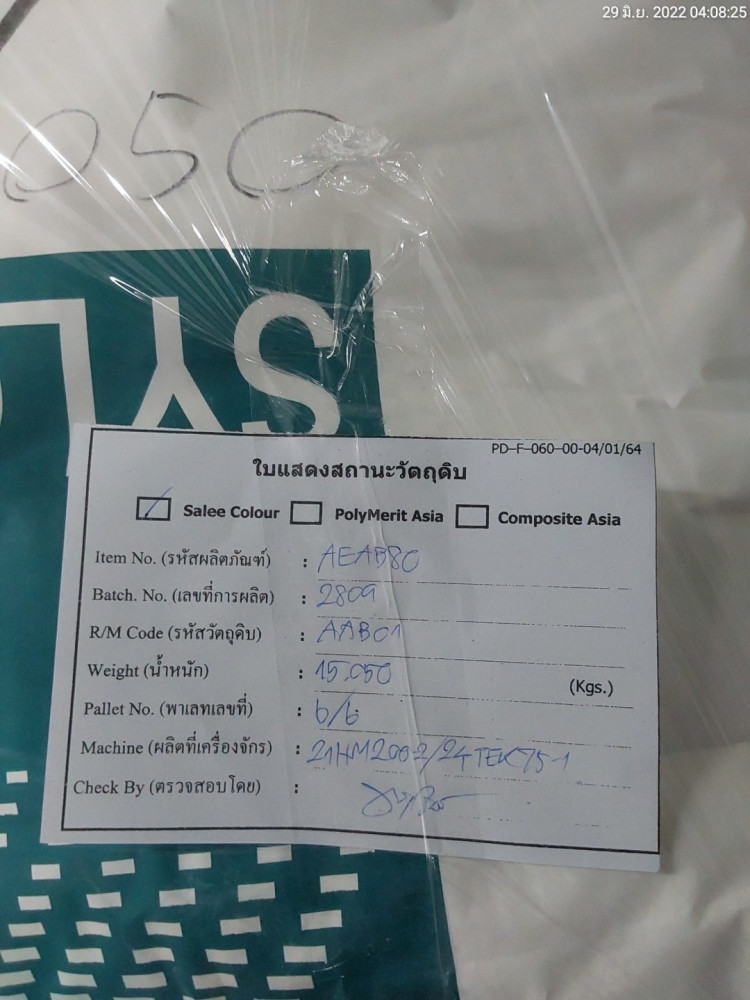 29 มิ.ย. 2022 04:08:25
050
SYL
PD-F-060-00-04/01/64
ใบแสดงสถานะวัตถุดิบ
Salee Colour PolyMerit Asia Composite Asia
Item No. (รหัสผลิตภัณฑ์) : AEAB80
Batch. No. (เลขที่การผลิต) : 2809
R/M Code (รหัสวัตถุดิบ) : AAB01
Weight (น้ำหนัก) : 15.050 (Kgs.)
Pallet No. (พาเลทเลขที่) : 6/6
Machine (ผลิตที่เครื่องจักร) : 21HM200-2/24TEK75-1
Check By (ตรวจสอบโดย) :